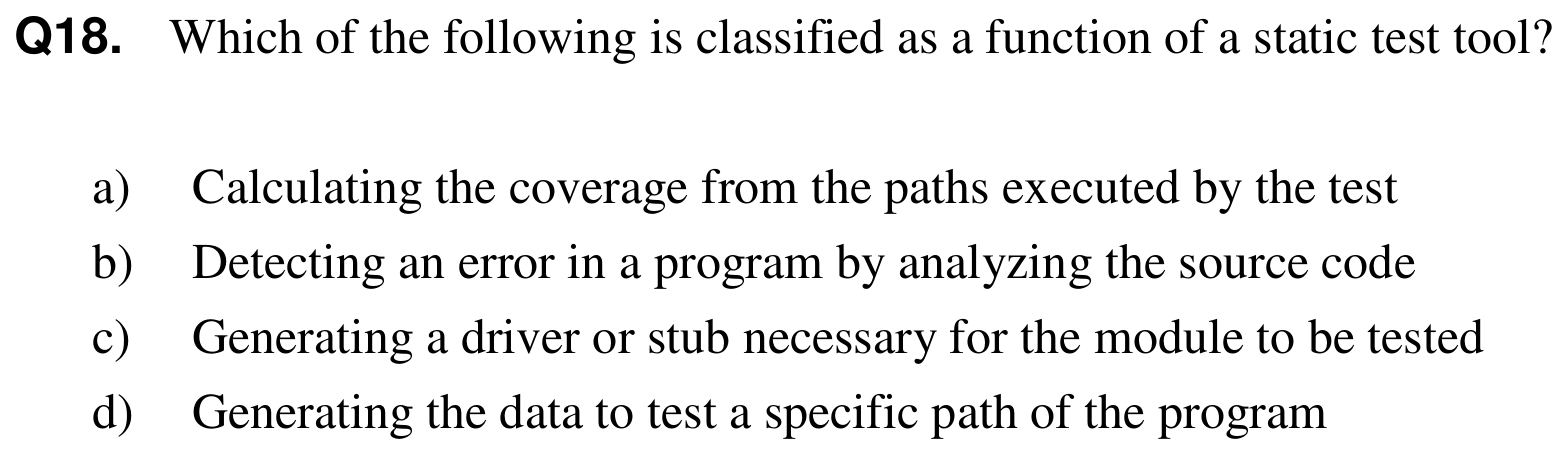 Q18. Which of the following is classified as a function of a static test tool?
a) Calculating the coverage from the paths executed by the test
b) Detecting an error in a program by analyzing the source code
c) Generating a driver or stub necessary for the module to be tested
d) Generating the data to test a specific path of the program